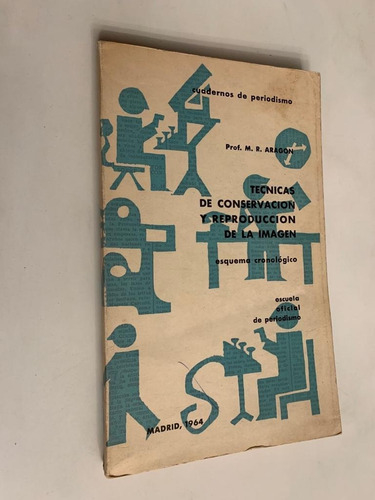 cuadernos de periodismo
Prof. M. R. ARAGON
TECNICAS
DE CONSERVACION
Y REPRODUCCION
DE LA IMAGEN
esquema cronológico
escuela
oficial
de periodismo
MADRID, 1964